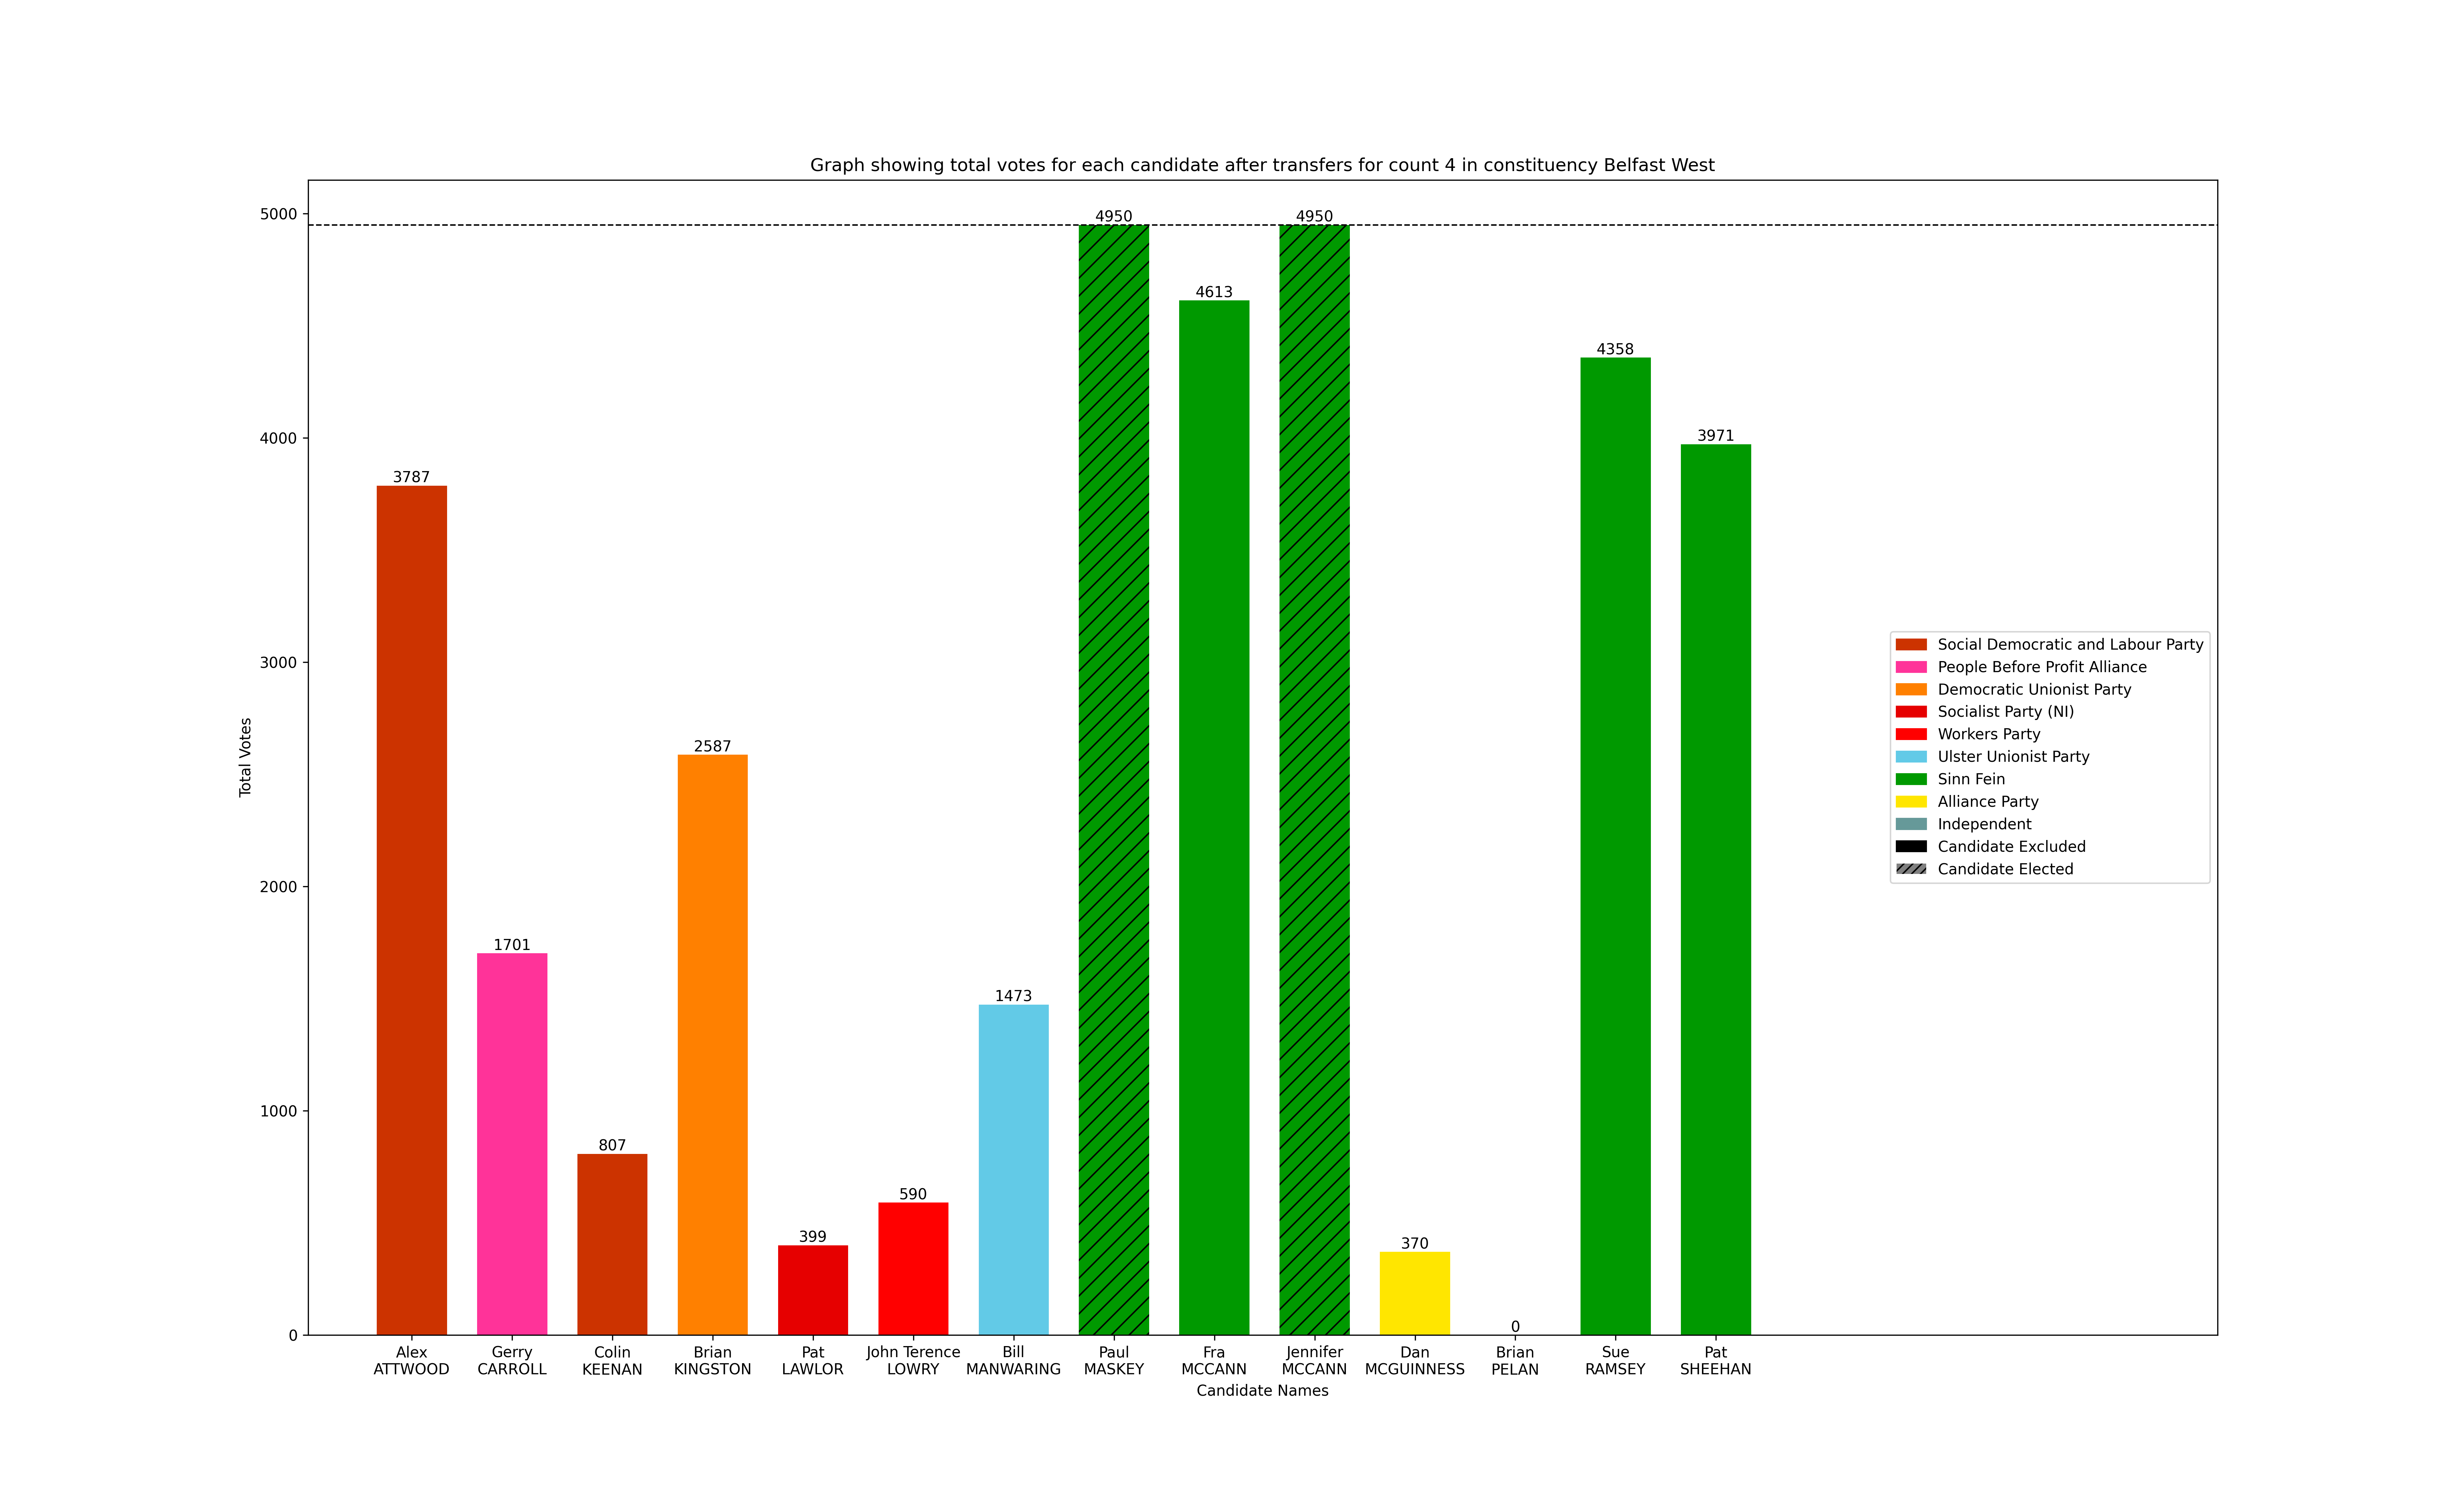 Graph showing total votes for each candidate after transfers for count 4 in constituency Belfast West
5000
4000
3000
2000
1000
0
Total Votes
3787
1701
807
2587
399
590
1473
4950
4613
4950
370
0
4358
3971
Alex
ATTWOOD
Gerry
CARROLL
Colin
KEENAN
Brian
KINGSTON
Pat
LAWLOR
John Terence
LOWRY
Bill
MANWARING
Paul
MASKEY
Fra
MCCANN
Jennifer
MCCANN
Dan
MCGUINNESS
Brian
PELAN
Sue
RAMSEY
Pat
SHEEHAN
Candidate Names
Social Democratic and Labour Party
People Before Profit Alliance
Democratic Unionist Party
Socialist Party (NI)
Workers Party
Ulster Unionist Party
Sinn Fein
Alliance Party
Independent
Candidate Excluded
Candidate Elected